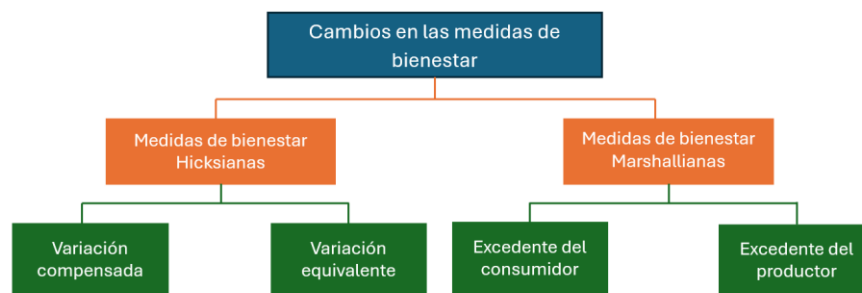 Cambios en las medidas de
bienestar
Medidas de bienestar
Hicksianas
Medidas de bienestar
Marshallianas
Variación
compensada
Variación
equivalente
Excedente del
consumidor
Excedente del
productor